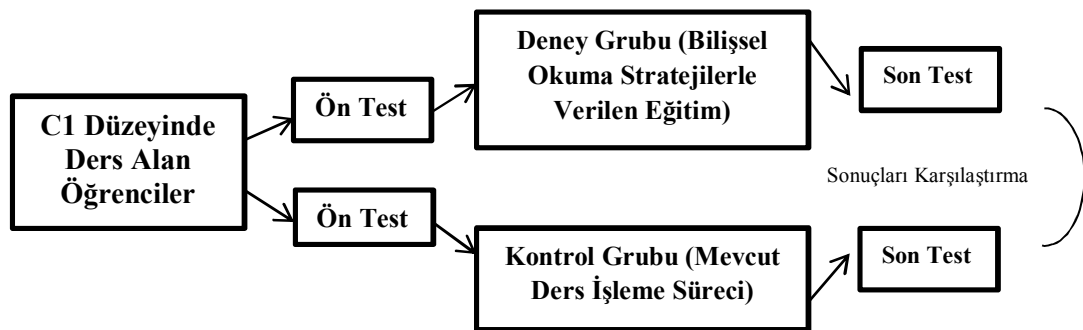 C1 Düzeyinde
Ders Alan
Öğrenciler
Ön Test
Deney Grubu (Bilişsel
Okuma Stratejilerle
Verilen Eğitim)
Son Test
Sonuçları Karşılaştırma
Ön Test
Kontrol Grubu (Mevcut
Ders İşleme Süreci)
Son Test